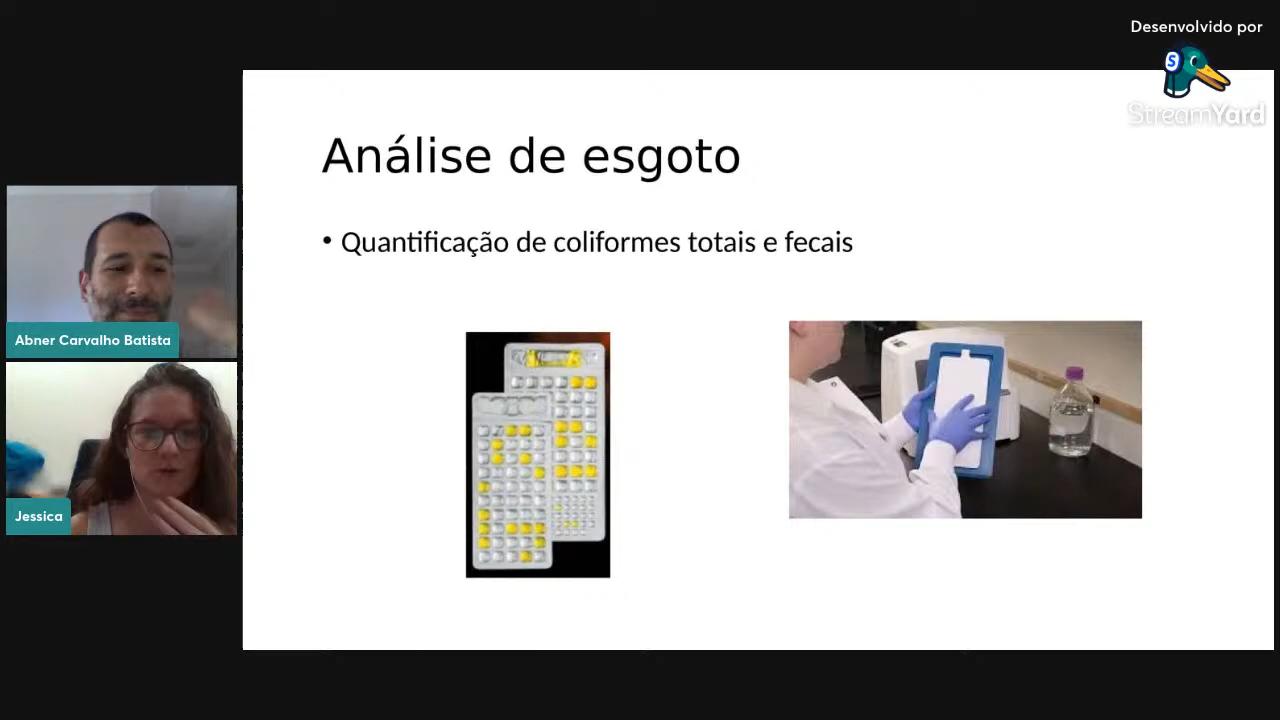 Desenvolvido por
StreamYard
Análise de esgoto
• Quantificação de coliformes totais e fecais
Abner Carvalho Batista
Jessica